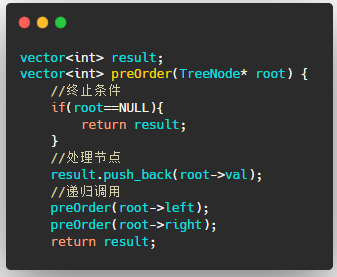 vector<int> result;
vector<int> preOrder(TreeNode* root) {
    //终止条件
    if(root==NULL){
        return result;
    }
    //处理节点
    result.push_back(root->val);
    //递归调用
    preOrder(root->left);
    preOrder(root->right);
    return result;